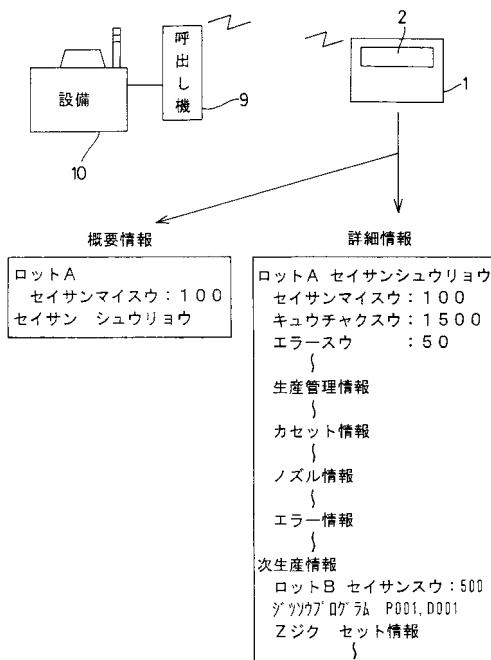 設備
呼出し機
10
9
2
1
概要情報
ロットA
セイサンマイスウ：100
セイサン シュウリョウ
詳細情報
ロットA セイサンシュウリョウ
セイサンマイスウ：100
キュウチャクスウ：1500
エラースウ ：50
生産管理情報
カセット情報
ノズル情報
エラー情報
次生産情報
ロットB セイサンスウ：500
ジッソウプログラム P001,D001
Zジク セット情報